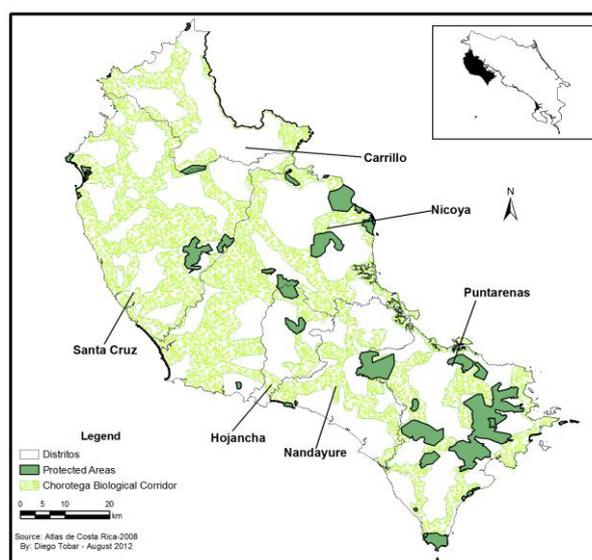 Carrillo
N
Nicoya
Puntarenas
Santa Cruz
Hojancha
Nandayure
Legend
Distritos
Protected Areas
Chorotega Biological Corridor
0 5 10 20
km
Source: Atlas de Costa Rica-2008
By: Diego Tobar - August 2012